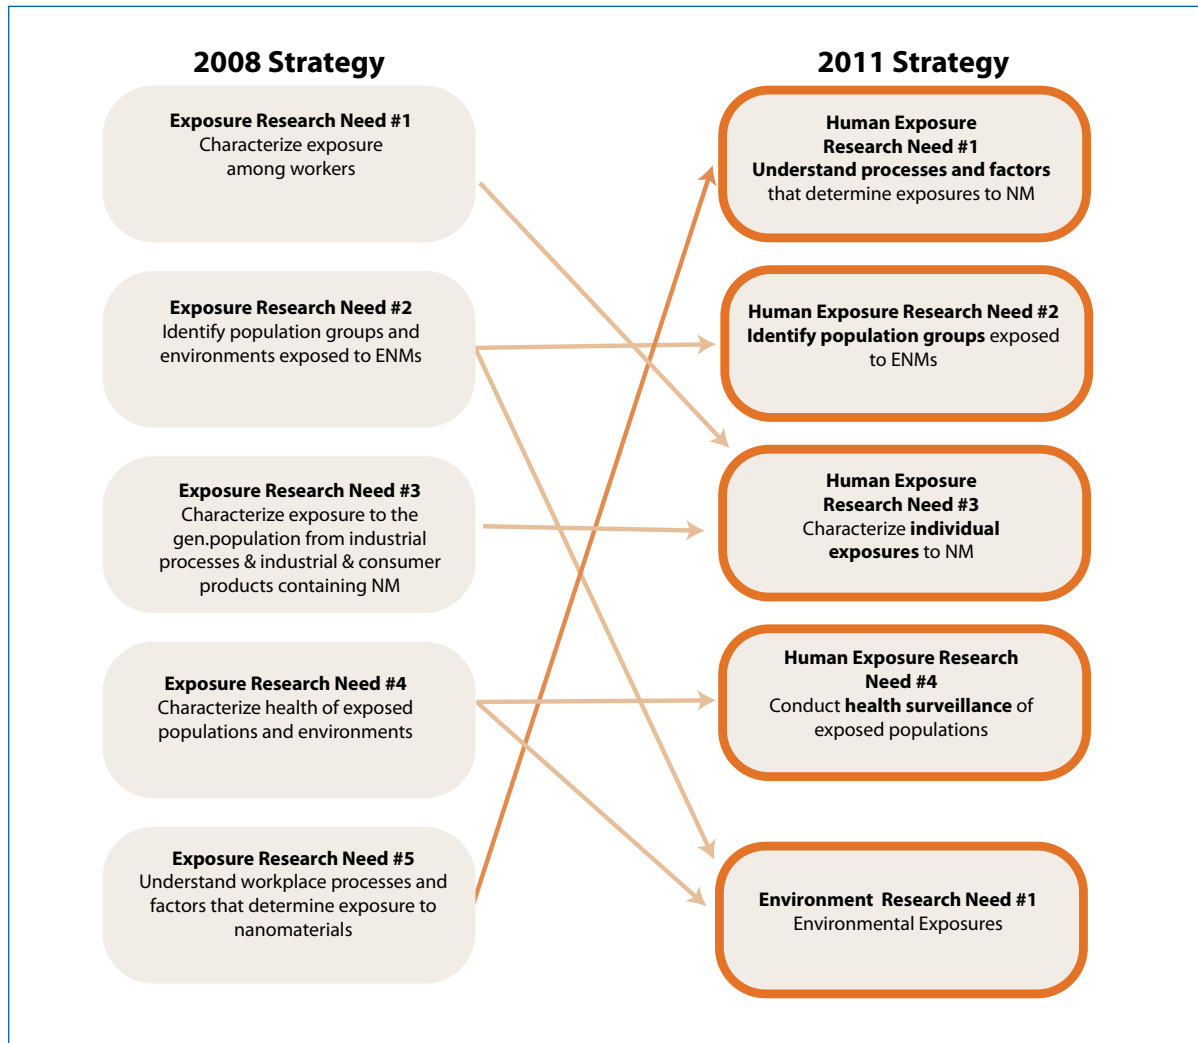 2008 Strategy
Exposure Research Need #1
Characterize exposure
among workers
Exposure Research Need #2
Identify population groups and
environments exposed to ENMs
Exposure Research Need #3
Characterize exposure to the
gen.population from industrial
processes & industrial & consumer
products containing NM
Exposure Research Need #4
Characterize health of exposed
populations and environments
Exposure Research Need #5
Understand workplace processes and
factors that determine exposure to
nanomaterials
2011 Strategy
Human Exposure
Research Need #1
Understand processes and factors
that determine exposures to NM
Human Exposure Research Need #2
Identify population groups exposed
to ENMs
Human Exposure
Research Need #3
Characterize individual
exposures to NM
Human Exposure Research
Need #4
Conduct health surveillance of
exposed populations
Environment Research Need #1
Environmental Exposures